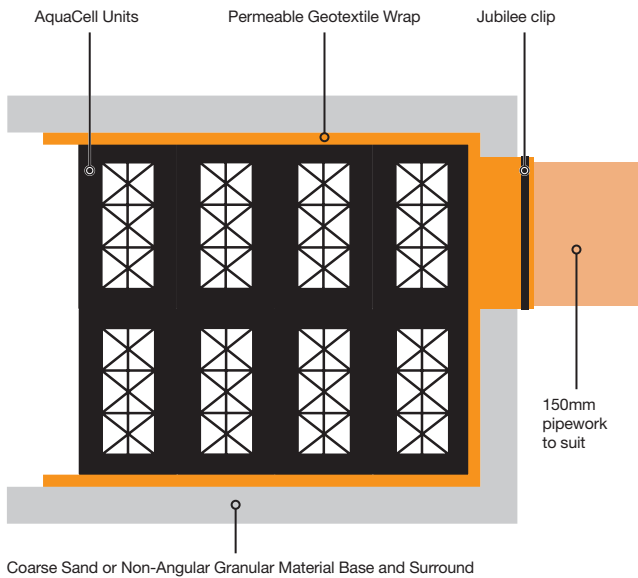 AquaCell Units
Permeable Geotextile Wrap
Jubilee clip
150mm
pipework
to suit
Coarse Sand or Non-Angular Granular Material Base and Surround